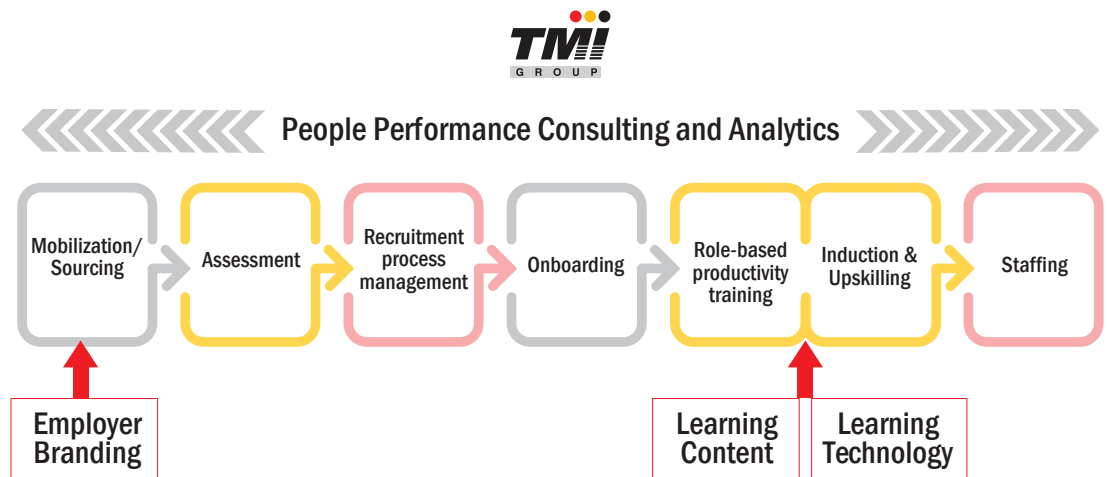 TMI
GROUP
People Performance Consulting and Analytics
Mobilization/
Sourcing
Assessment
Recruitment
process
management
Onboarding
Role-based
productivity
training
Induction &
Upskilling
Staffing
Employer
Branding
Learning
Content
Learning
Technology